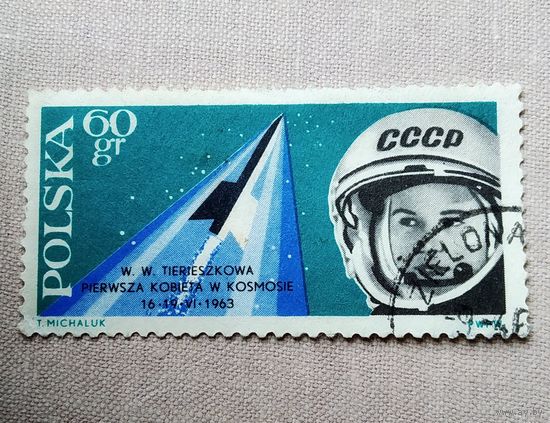 POLSKA
60
gr
CCCP
W. W. TIERIESZKOWA
PIERWSZA KOBIETA W KOSMOSIE
16-19·VI·1963
T. MICHALUK